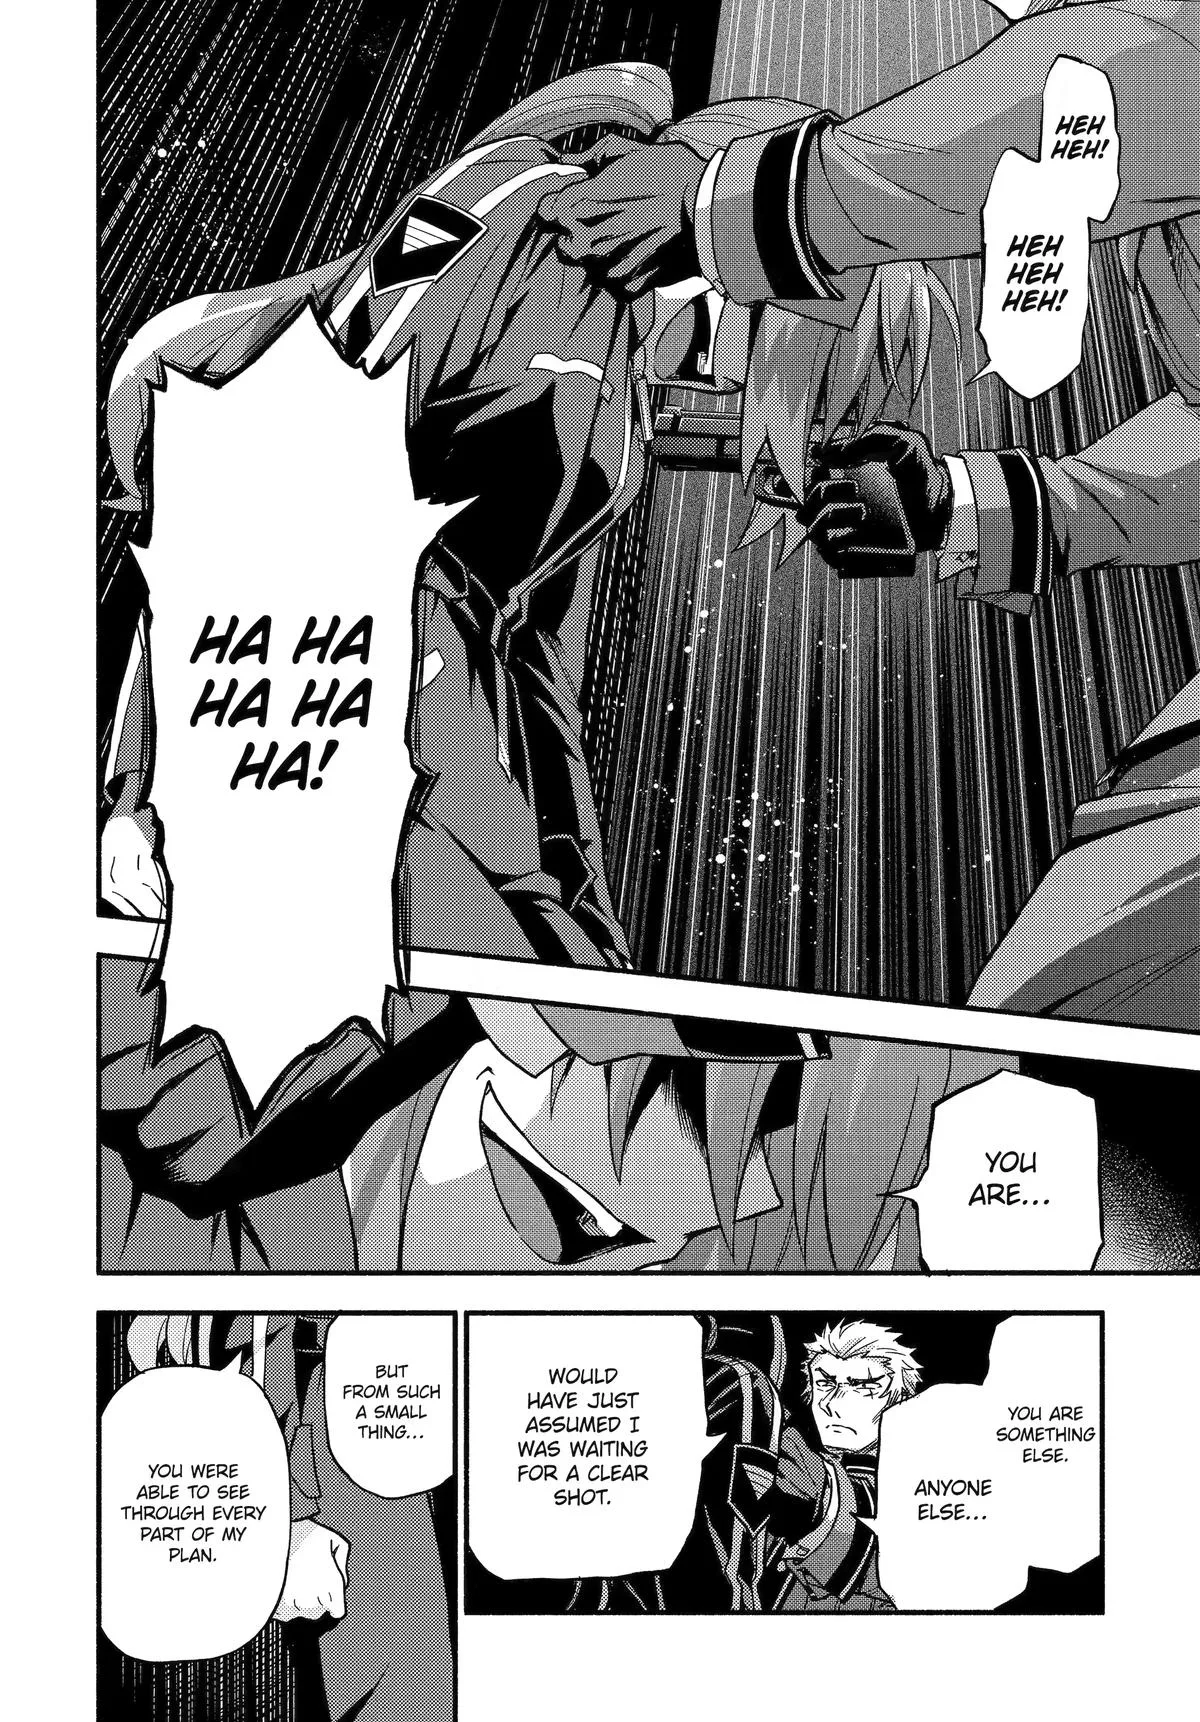 HEH
HEH!
HEH
HEH
HEH!
HA HA
HA HA
HA!
YOU
ARE...
YOU ARE
SOMETHING
ELSE.
ANYONE
ELSE...
WOULD
HAVE JUST
ASSUMED I
WAS WAITING
FOR A CLEAR
SHOT.
BUT
FROM SUCH
A SMALL
THING...
YOU WERE
ABLE TO SEE
THROUGH EVERY
PART OF MY
PLAN.